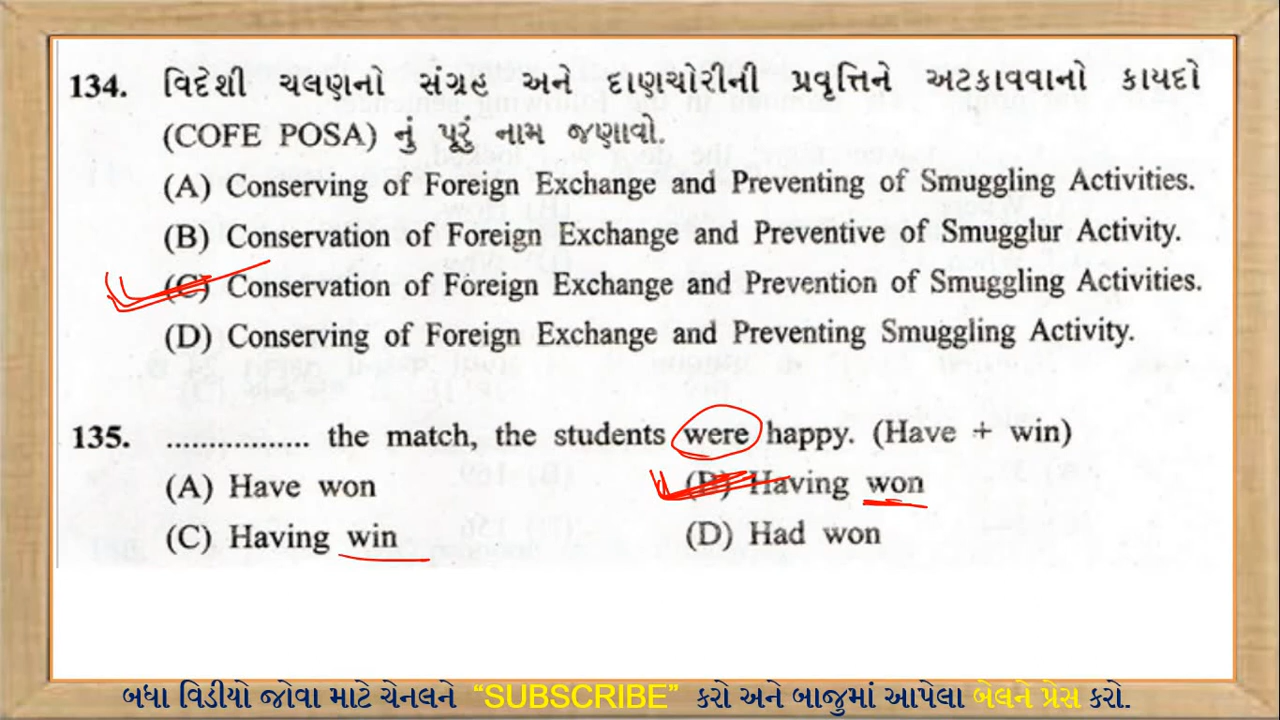 134. વિદેશી ચલણનો સંગ્રહ અને દાણચોરીની પ્રવૃત્તિને અટકાવવાનો કાયદો
(COFE POSA) નું પૂરું નામ જણાવો.
(A) Conserving of Foreign Exchange and Preventing of Smuggling Activities.
(B) Conservation of Foreign Exchange and Preventive of Smugglur Activity.
(C) Conservation of Foreign Exchange and Prevention of Smuggling Activities.
(D) Conserving of Foreign Exchange and Preventing Smuggling Activity.
135. ................. the match, the students were happy. (Have + win)
(A) Have won (B) Having won
(C) Having win (D) Had won
બધા વિડીયો જોવા માટે ચેનલને “SUBSCRIBE” કરો અને બાજુમાં આપેલા બેલને પ્રેસ કરો.